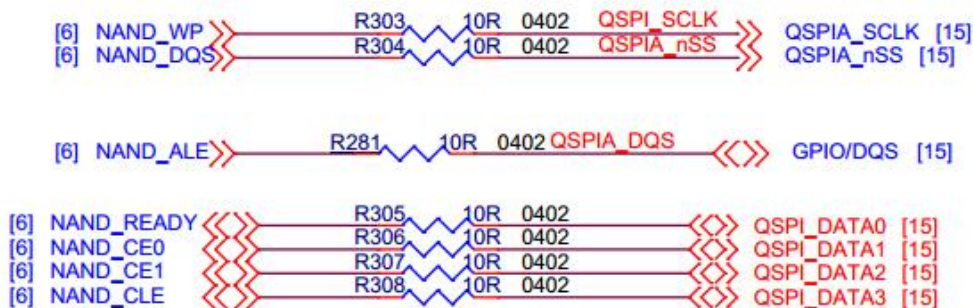 [6] NAND_WP R303 10R 0402 QSPI_SCLK QSPIA_SCLK [15]
[6] NAND_DQS R304 10R 0402 QSPIA_nSS QSPIA_nSS [15]
[6] NAND_ALE R281 10R 0402 QSPIA_DQS GPIO/DQS [15]
[6] NAND_READY R305 10R 0402 QSPI_DATA0 [15]
[6] NAND_CE0 R306 10R 0402 QSPI_DATA1 [15]
[6] NAND_CE1 R307 10R 0402 QSPI_DATA2 [15]
[6] NAND_CLE R308 10R 0402 QSPI_DATA3 [15]